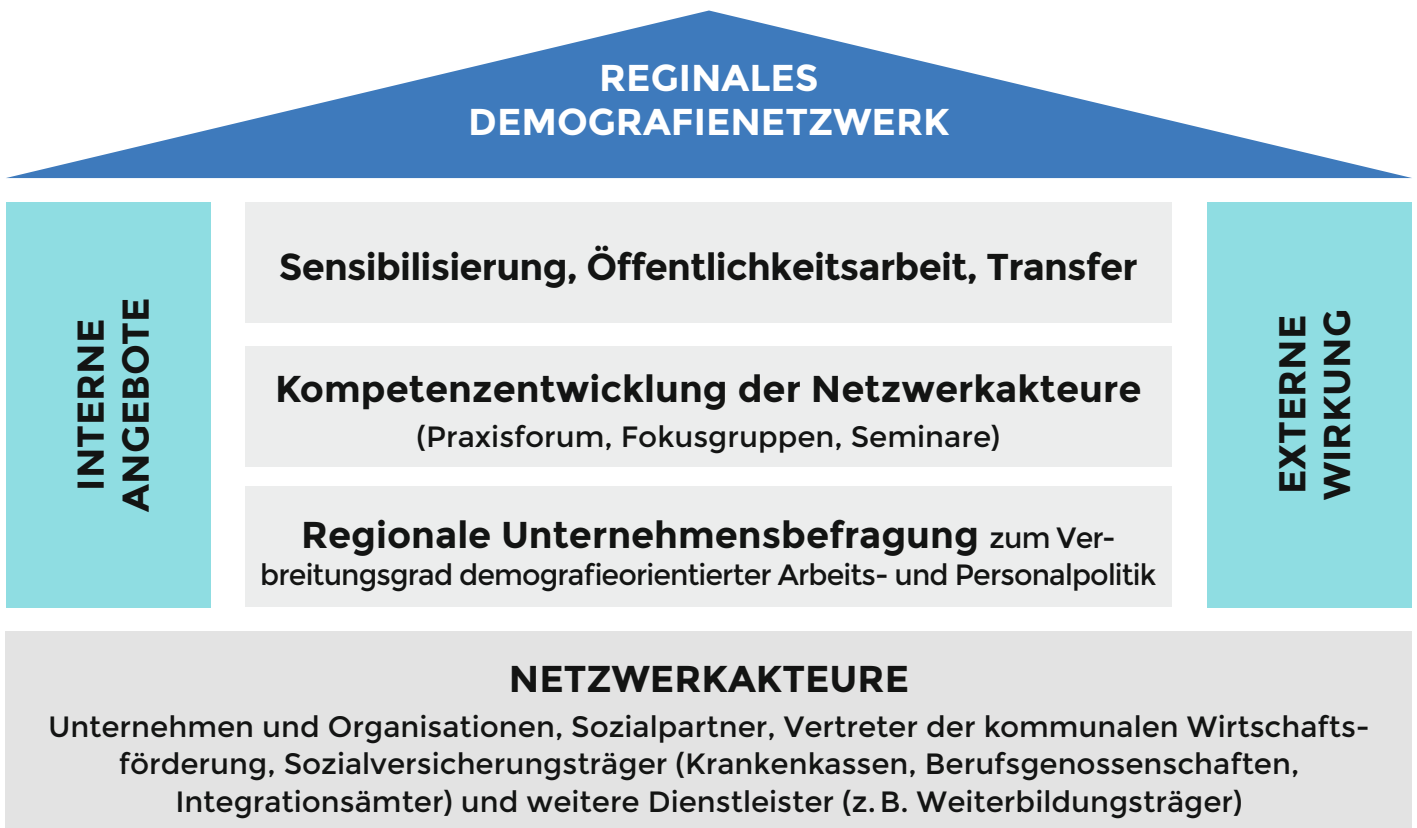 REGINALES
DEMOGRAFIENETZWERK
INTERNE
ANGEBOTE
Sensibilisierung, Öffentlichkeitsarbeit, Transfer
Kompetenzentwicklung der Netzwerkakteure
(Praxisforum, Fokusgruppen, Seminare)
Regionale Unternehmensbefragung zum Ver-
breitungsgrad demografieorientierter Arbeits- und Personalpolitik
EXTERNE
WIRKUNG
NETZWERKAKTEURE
Unternehmen und Organisationen, Sozialpartner, Vertreter der kommunalen Wirtschafts-
förderung, Sozialversicherungsträger (Krankenkassen, Berufsgenossenschaften,
Integrationsämter) und weitere Dienstleister (z. B. Weiterbildungsträger)